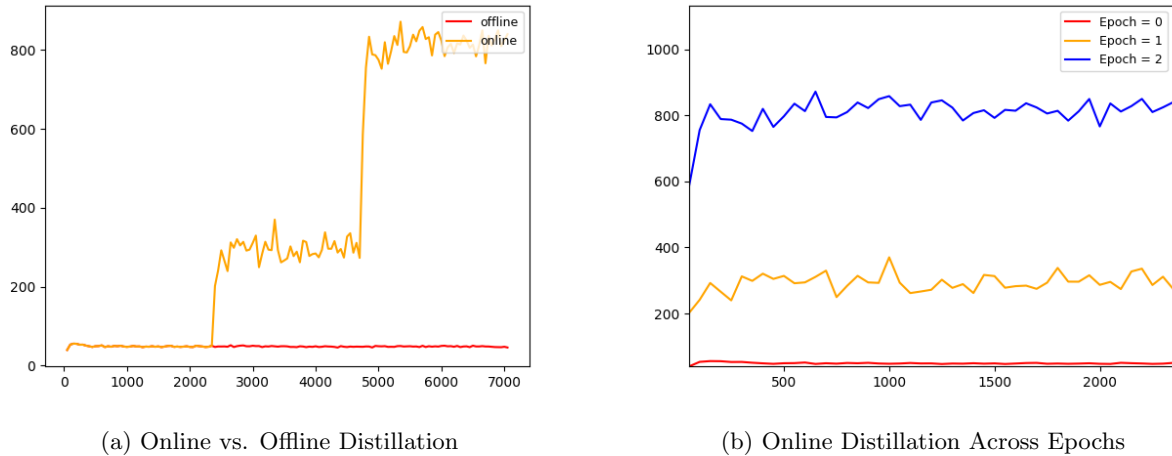 offline
online
800
600
400
200
0
0 1000 2000 3000 4000 5000 6000 7000
(a) Online vs. Offline Distillation
Epoch = 0
Epoch = 1
Epoch = 2
1000
800
600
400
200
500 1000 1500 2000
(b) Online Distillation Across Epochs